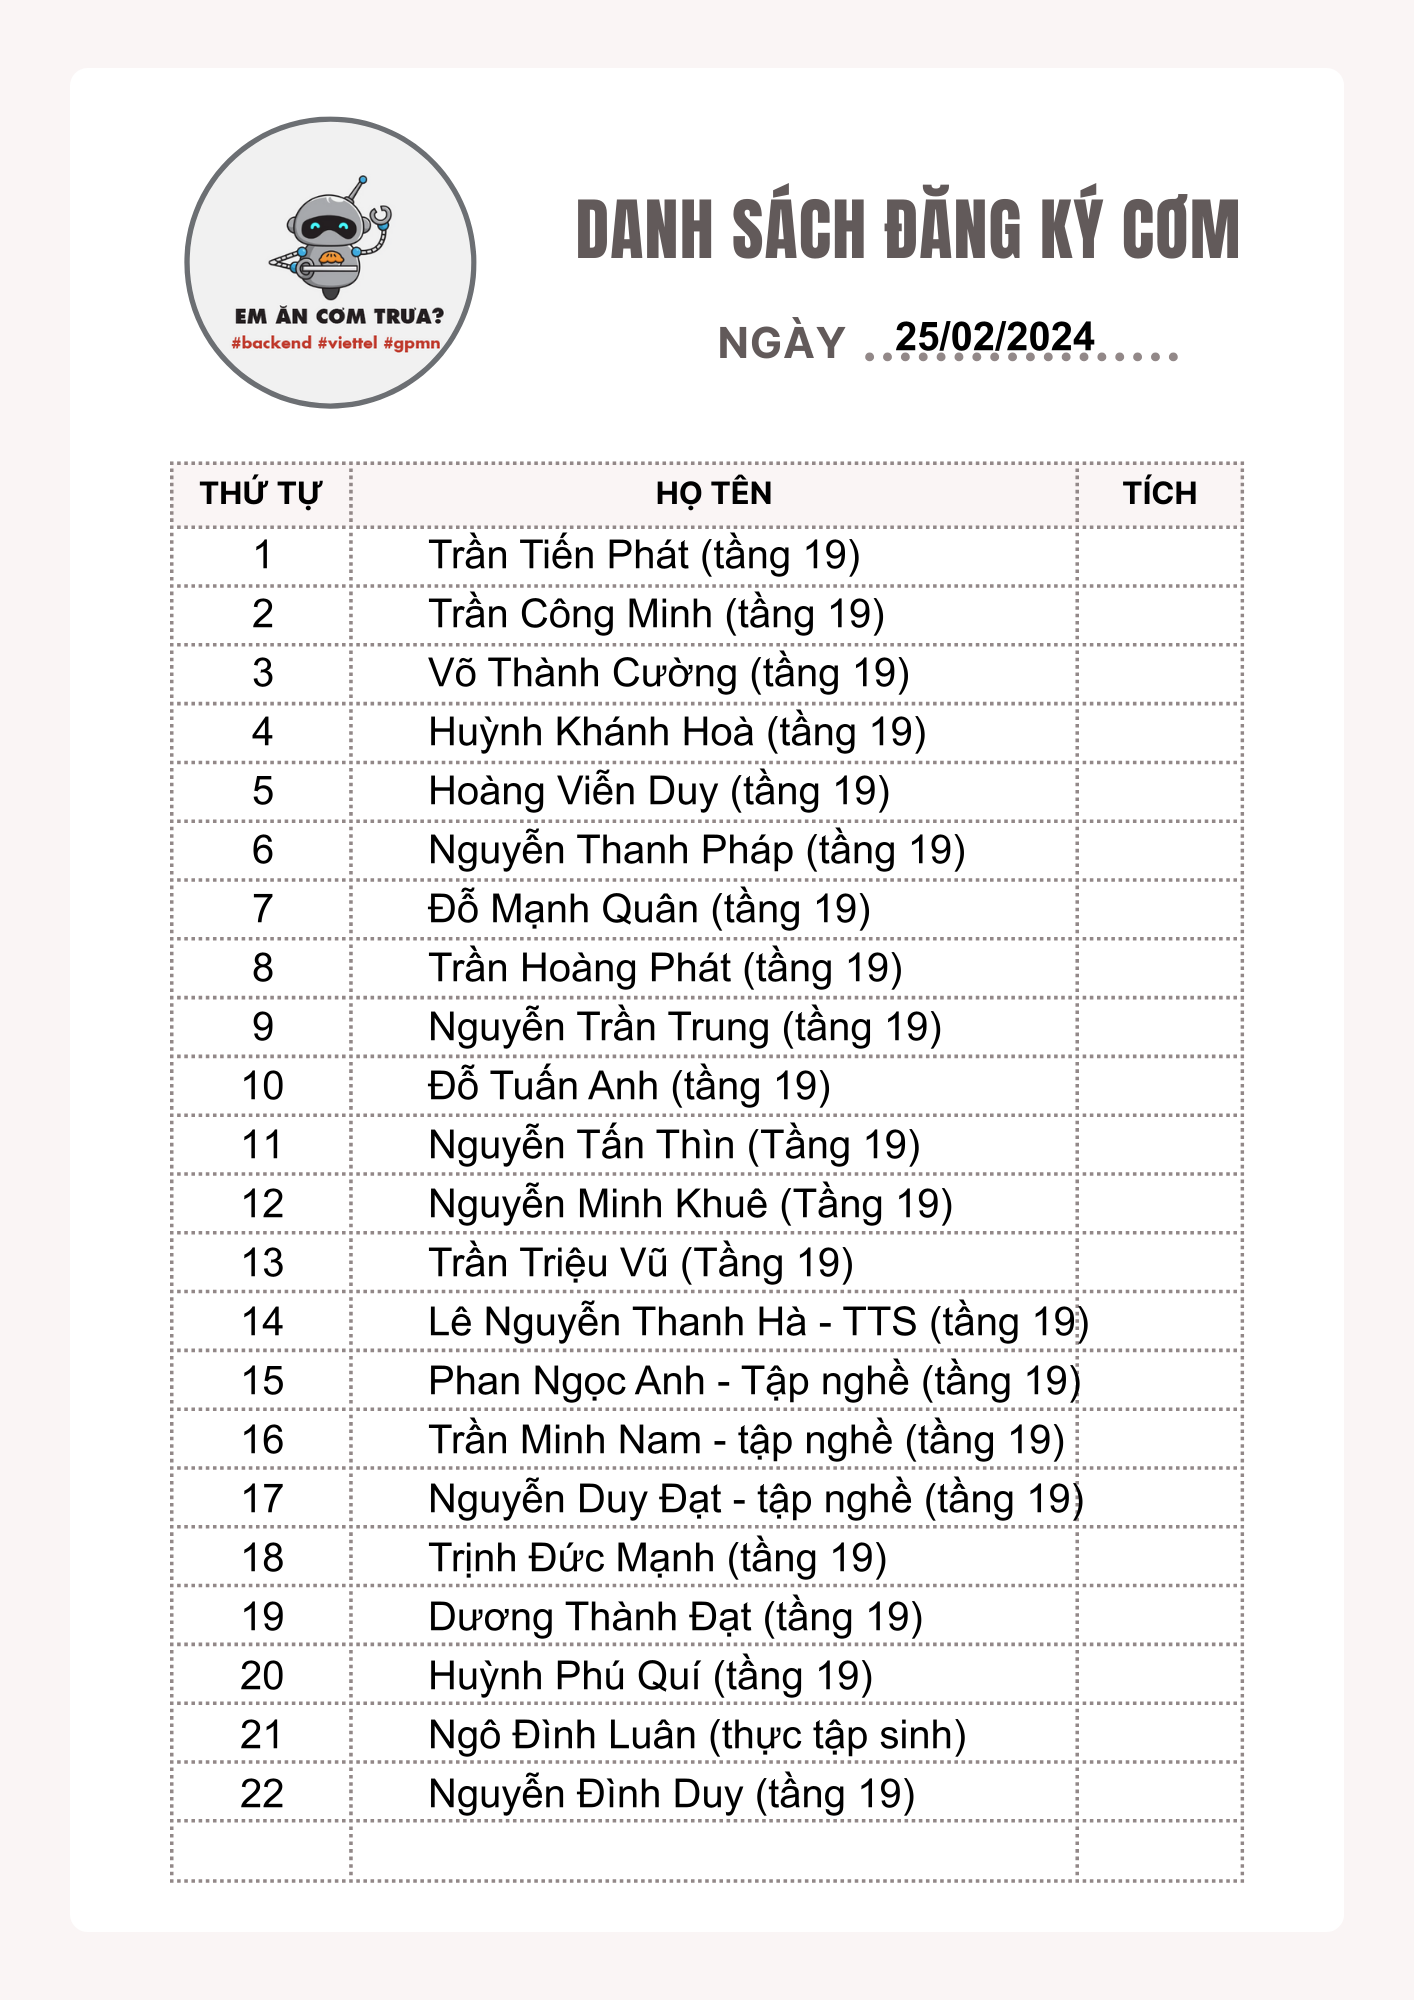 EM ĂN CƠM TRƯA?
#backend #viettel #gpmn
DANH SÁCH ĐĂNG KÝ CƠM
NGÀY 25/02/2024
THỨ TỰ HỌ TÊN TÍCH
1 Trần Tiến Phát (tầng 19)
2 Trần Công Minh (tầng 19)
3 Võ Thành Cường (tầng 19)
4 Huỳnh Khánh Hoà (tầng 19)
5 Hoàng Viễn Duy (tầng 19)
6 Nguyễn Thanh Pháp (tầng 19)
7 Đỗ Mạnh Quân (tầng 19)
8 Trần Hoàng Phát (tầng 19)
9 Nguyễn Trần Trung (tầng 19)
10 Đỗ Tuấn Anh (tầng 19)
11 Nguyễn Tấn Thìn (Tầng 19)
12 Nguyễn Minh Khuê (Tầng 19)
13 Trần Triệu Vũ (Tầng 19)
14 Lê Nguyễn Thanh Hà - TTS (tầng 19)
15 Phan Ngọc Anh - Tập nghề (tầng 19)
16 Trần Minh Nam - tập nghề (tầng 19)
17 Nguyễn Duy Đạt - tập nghề (tầng 19)
18 Trịnh Đức Mạnh (tầng 19)
19 Dương Thành Đạt (tầng 19)
20 Huỳnh Phú Quí (tầng 19)
21 Ngô Đình Luân (thực tập sinh)
22 Nguyễn Đình Duy (tầng 19)